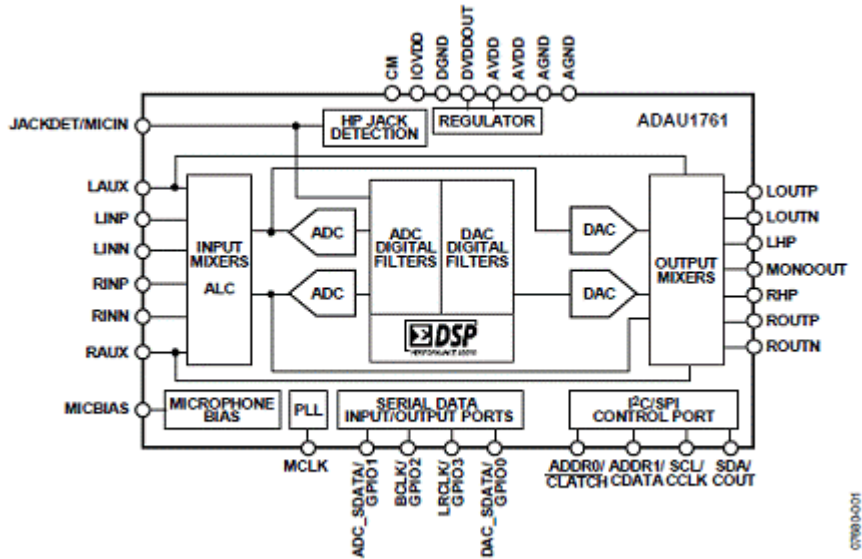 CM
IOVDD
DGND
DVDDOUT
AVDD
AVDD
AGND
AGND
JACKDET/MICIN
HP JACK
DETECTION
REGULATOR
ADAU1761
LAUX
LINP
LINN
RINP
RINN
RAUX
INPUT
MIXERS
ALC
ADC
ADC
ADC
DIGITAL
FILTERS
DAC
DIGITAL
FILTERS
ΣDSP
DAC
DAC
OUTPUT
MIXERS
LOUTP
LOUTN
LHP
MONOOUT
RHP
ROUTP
ROUTN
MICBIAS
MICROPHONE
BIAS
PLL
SERIAL DATA
INPUT/OUTPUT PORTS
I²C/SPI
CONTROL PORT
MCLK
ADC_SDATA/
GPIO1
BCLK/
GPIO2
LRCLK/
GPIO3
DAC_SDATA/
GPIO0
ADDR0/
CLATCH
ADDR1/
CDATA
SCL/
CCLK
SDA/
COUT
07680-001